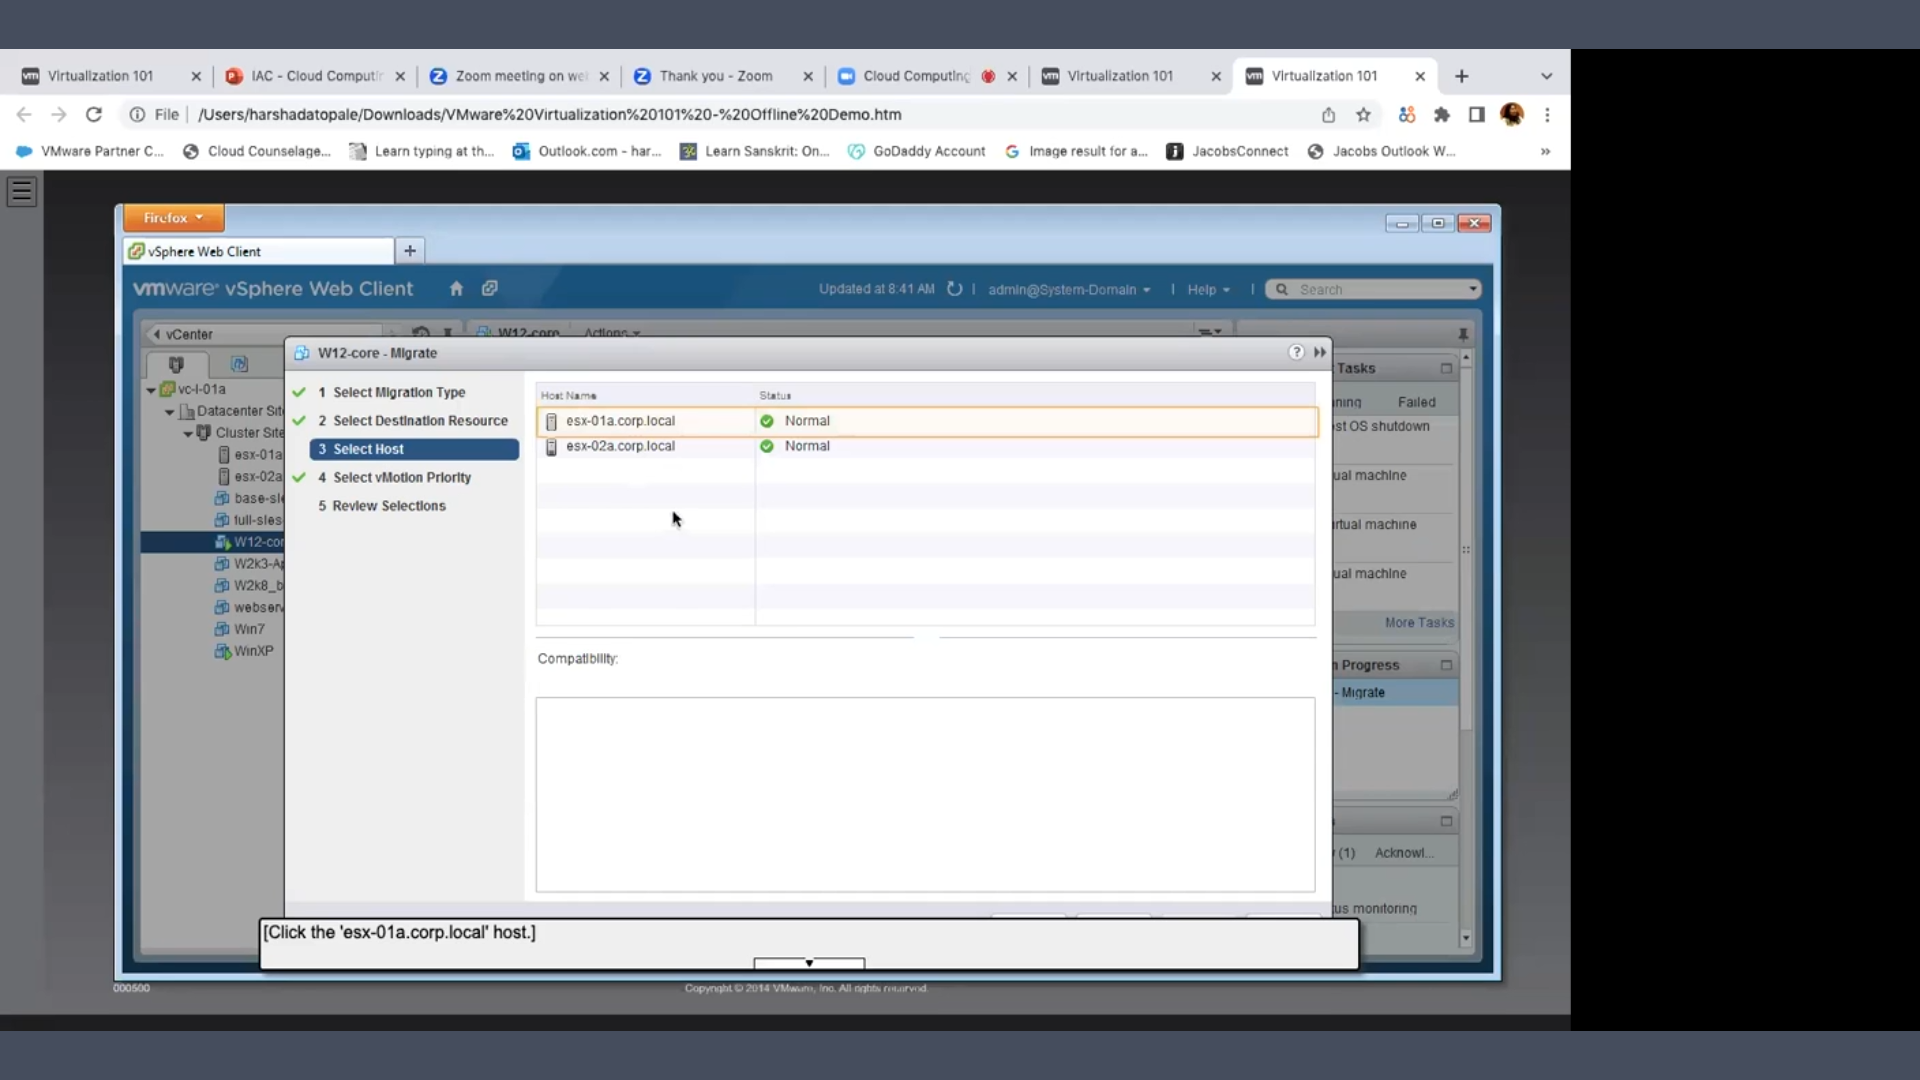 Virtualization 101
IAC - Cloud Computi
Zoom meeting on we
Thank you - Zoom
Cloud Computing
Virtualization 101
Virtualization 101
File
/Users/harshadatopale/Downloads/VMware%20Virtualization%20101%20-%20Offline%20Demo.htm
VMware Partner C...
Cloud Counselage...
Learn typing at th...
Outlook.com - har...
Learn Sanskrit: On...
GoDaddy Account
Image result for a...
JacobsConnect
Jacobs Outlook W...
Firefox
vSphere Web Client
vmware vSphere Web Client
Updated at 8:41 AM
admin@System-Domain
Help
Search
vCenter
W12-core
Actions
W12-core - Migrate
1 Select Migration Type
2 Select Destination Resource
3 Select Host
4 Select vMotion Priority
5 Review Selections
Host Name Status
esx-01a.corp.local Normal
esx-02a.corp.local Normal
Compatibility:
vc-l-01a
Datacenter Sit
Cluster Site
esx-01a
esx-02a
base-sle
full-sles
W12-cor
W2k3-Ap
W2k8_b
webserv
Win7
WinXP
Tasks
Failed
st OS shutdown
ual machine
irtual machine
ual machine
More Tasks
n Progress
- Migrate
(1)
Acknowl...
us monitoring
[Click the 'esx-01a.corp.local' host.]
000500
Copyright © 2014 VMware, Inc. All rights reserved.